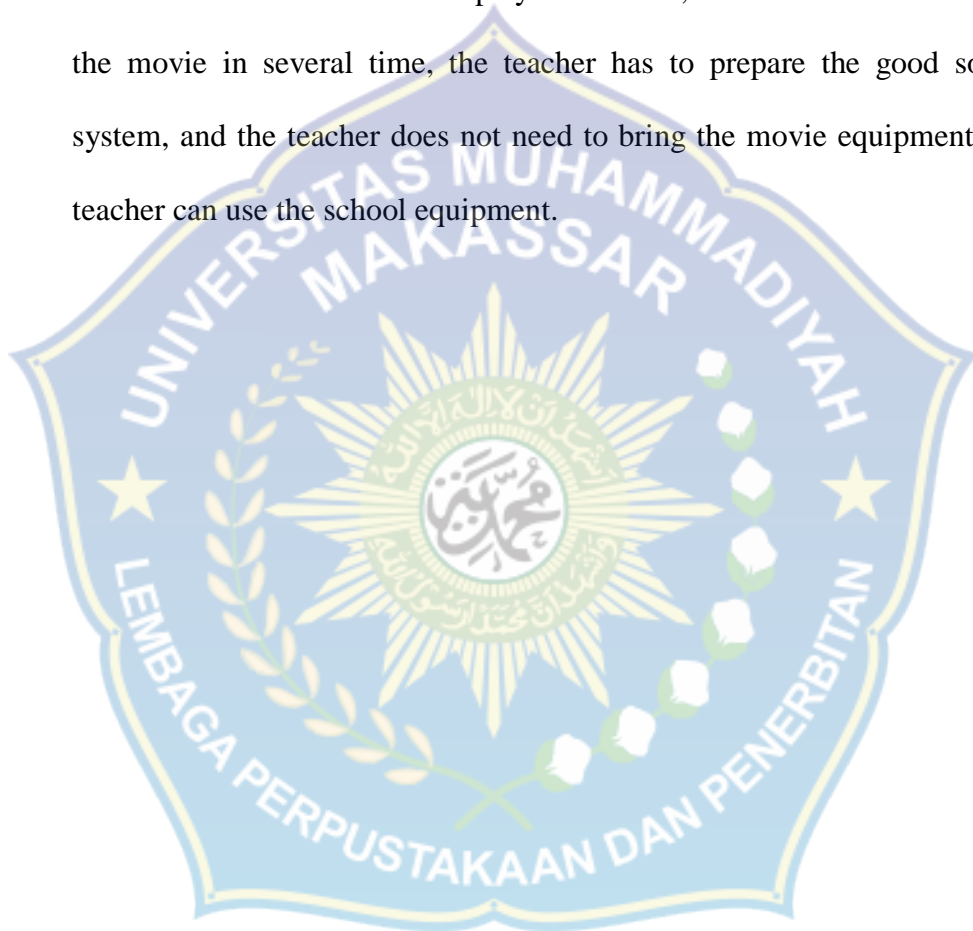 the movie in several time, the teacher has to prepare the good so
system, and the teacher does not need to bring the movie equipment
teacher can use the school equipment.
UNIVERSITAS MUHAMMADIYAH
MAKASSAR
محمد
LEMBAGA PERPUSTAKAAN DAN PENERBITAN